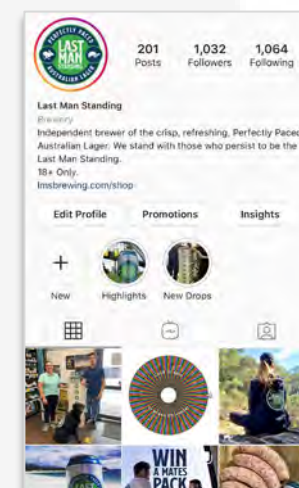 PERFECTLY PACED
LAST
MAN
STANDING
AUSTRALIAN LAGER
201
Posts
1,032
Followers
1,064
Following
Last Man Standing
Brewery
Independent brewer of the crisp, refreshing, Perfectly Paced
Australian Lager. We stand with those who persist to be the
Last Man Standing.
18+ Only.
lmsbrewing.com/shop
Edit Profile
Promotions
Insights
New
Highlights
New Drops
LAST
MAN
WIN
A MATES
PACK